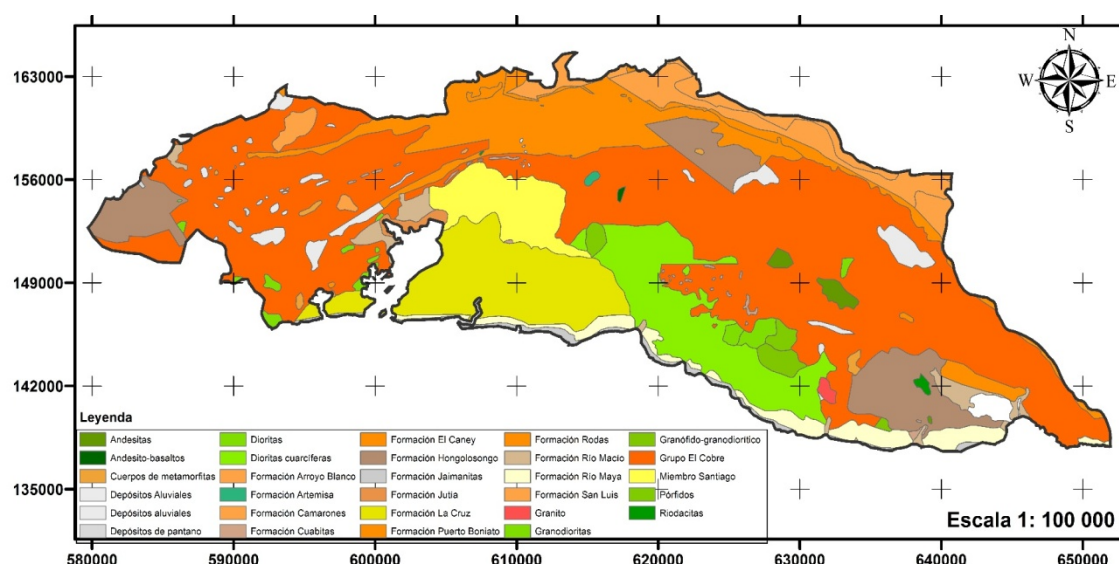 N
W E
S
163000
156000
149000
142000
135000
Leyenda
Andesitas
Andesito-basaltos
Cuerpos de metamorfitas
Depósitos Aluviales
Depósitos aluviales
Depósitos de pantano
Dioritas
Dioritas cuarcíferas
Formación Arroyo Blanco
Formación Artemisa
Formación Camarones
Formación Cuabitas
Formación El Caney
Formación Hongolosongo
Formación Jaimanitas
Formación Jutia
Formación La Cruz
Formación Puerto Boniato
Formación Rodas
Formación Río Macio
Formación Río Maya
Formación San Luis
Granito
Granodioritas
Granófido-granodiorítico
Grupo El Cobre
Miembro Santiago
Pórfidos
Riodacitas
Escala 1: 100 000
580000 590000 600000 610000 620000 630000 640000 650000